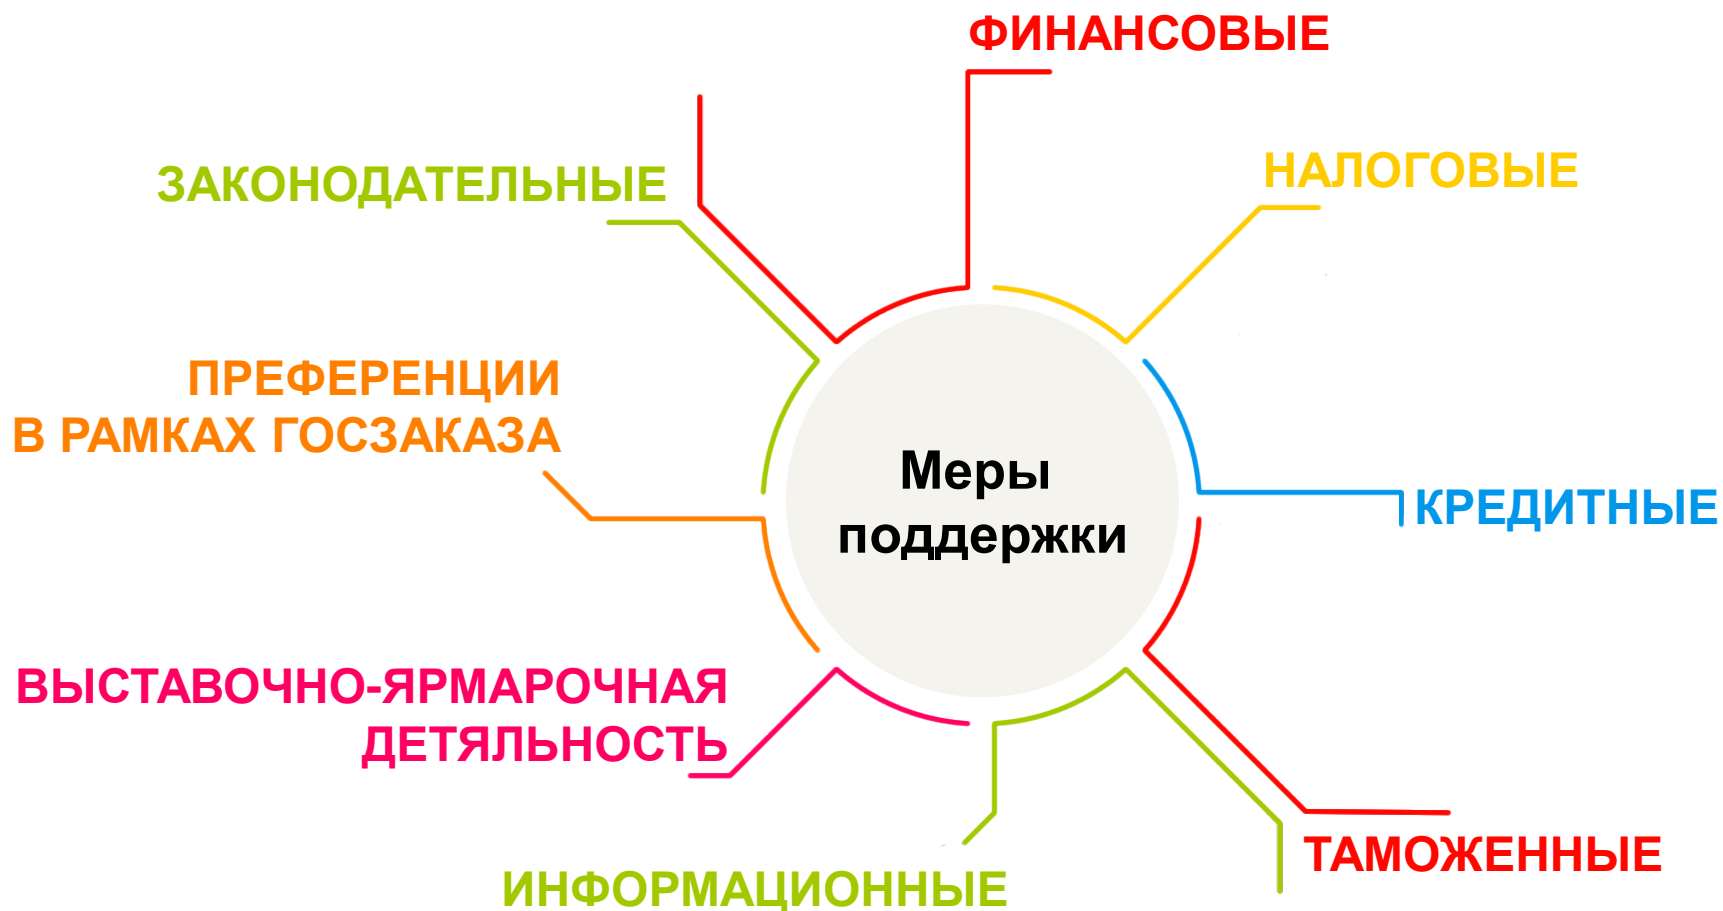 ФИНАНСОВЫЕ
НАЛОГОВЫЕ
ЗАКОНОДАТЕЛЬНЫЕ
ПРЕФЕРЕНЦИИ
В РАМКАХ ГОСЗАКАЗА
Меры
поддержки
КРЕДИТНЫЕ
ВЫСТАВОЧНО-ЯРМАРОЧНАЯ
ДЕТЯЛЬНОСТЬ
ТАМОЖЕННЫЕ
ИНФОРМАЦИОННЫЕ